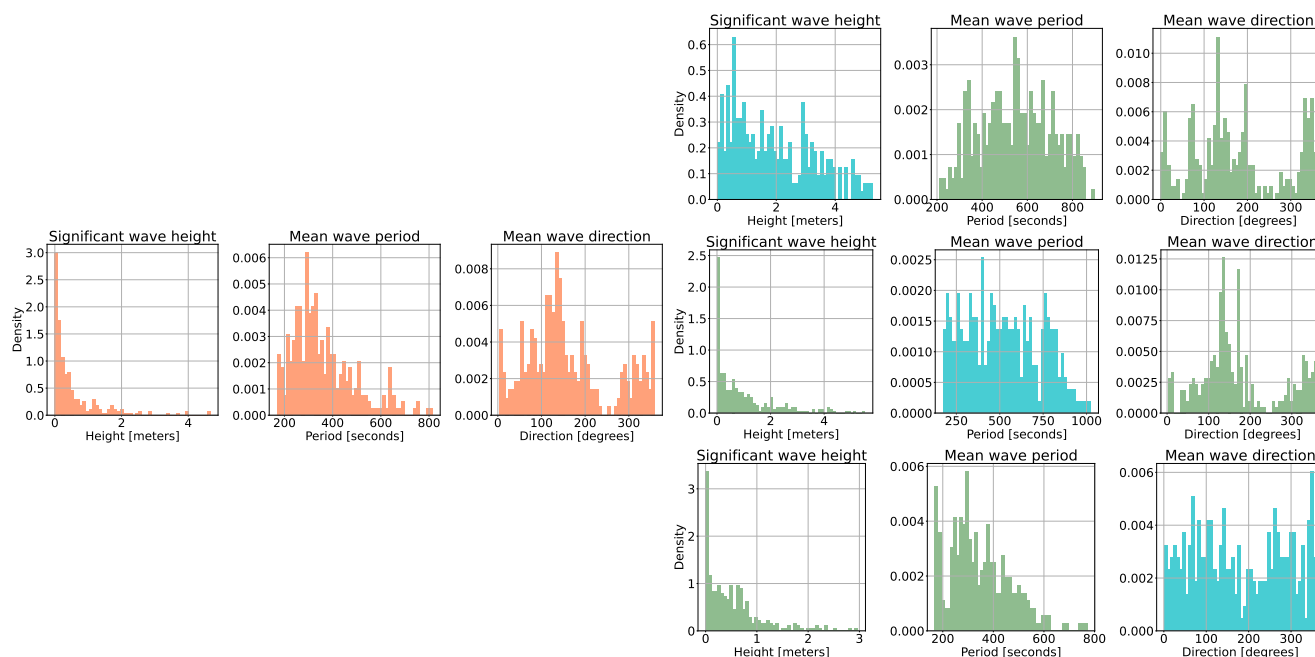 Significant wave height
Mean wave period
Mean wave direction
0.6
0.5
0.4
0.3
0.2
0.1
0.0
Density
0 2 4
Height [meters]
0.003
0.002
0.001
0.000
200 400 600 800
Period [seconds]
0.010
0.008
0.006
0.004
0.002
0.000
0 100 200 300
Direction [degrees]
Significant wave height
Mean wave period
Mean wave direction
3.0
2.5
2.0
1.5
1.0
0.5
0.0
Density
0 2 4
Height [meters]
0.006
0.005
0.004
0.003
0.002
0.001
0.000
200 400 600 800
Period [seconds]
0.008
0.006
0.004
0.002
0.000
0 100 200 300
Direction [degrees]
Significant wave height
Mean wave period
Mean wave direction
2.5
2.0
1.5
1.0
0.5
0.0
Density
0 2 4
Height [meters]
0.0025
0.0020
0.0015
0.0010
0.0005
0.0000
250 500 750 1000
Period [seconds]
0.0125
0.0100
0.0075
0.0050
0.0025
0.0000
0 100 200 300
Direction [degrees]
Significant wave height
Mean wave period
Mean wave direction
3
2
1
0
Density
0 1 2 3
Height [meters]
0.006
0.004
0.002
0.000
200 400 600 800
Period [seconds]
0.006
0.004
0.002
0.000
0 100 200 300
Direction [degrees]